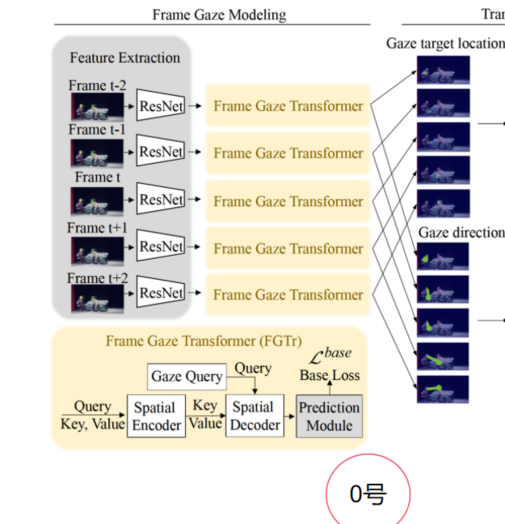 Frame Gaze Modeling
Tran
Feature Extraction
Gaze target location
Frame t-2
ResNet
Frame Gaze Transformer
Frame t-1
ResNet
Frame Gaze Transformer
Frame t
ResNet
Frame Gaze Transformer
Frame t+1
ResNet
Frame Gaze Transformer
Gaze direction
Frame t+2
ResNet
Frame Gaze Transformer
Frame Gaze Transformer (FGTr)
ℒbase
Gaze Query
Query
Base Loss
Query
Key, Value
Spatial
Encoder
Key
Value
Spatial
Decoder
Prediction
Module
0号